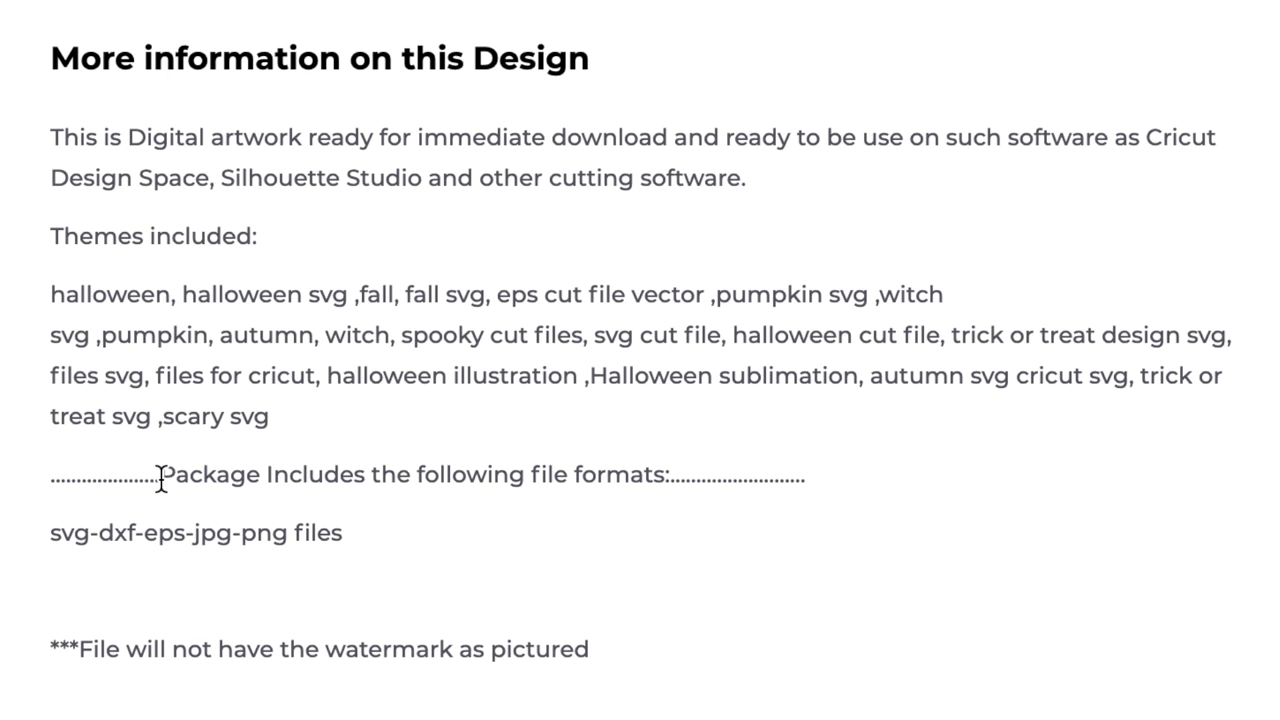 More information on this Design
This is Digital artwork ready for immediate download and ready to be use on such software as Cricut
Design Space, Silhouette Studio and other cutting software.
Themes included:
halloween, halloween svg ,fall, fall svg, eps cut file vector ,pumpkin svg ,witch
svg ,pumpkin, autumn, witch, spooky cut files, svg cut file, halloween cut file, trick or treat design svg,
files svg, files for cricut, halloween illustration ,Halloween sublimation, autumn svg cricut svg, trick or
treat svg ,scary svg
.....................Package Includes the following file formats:..........................
svg-dxf-eps-jpg-png files
***File will not have the watermark as pictured